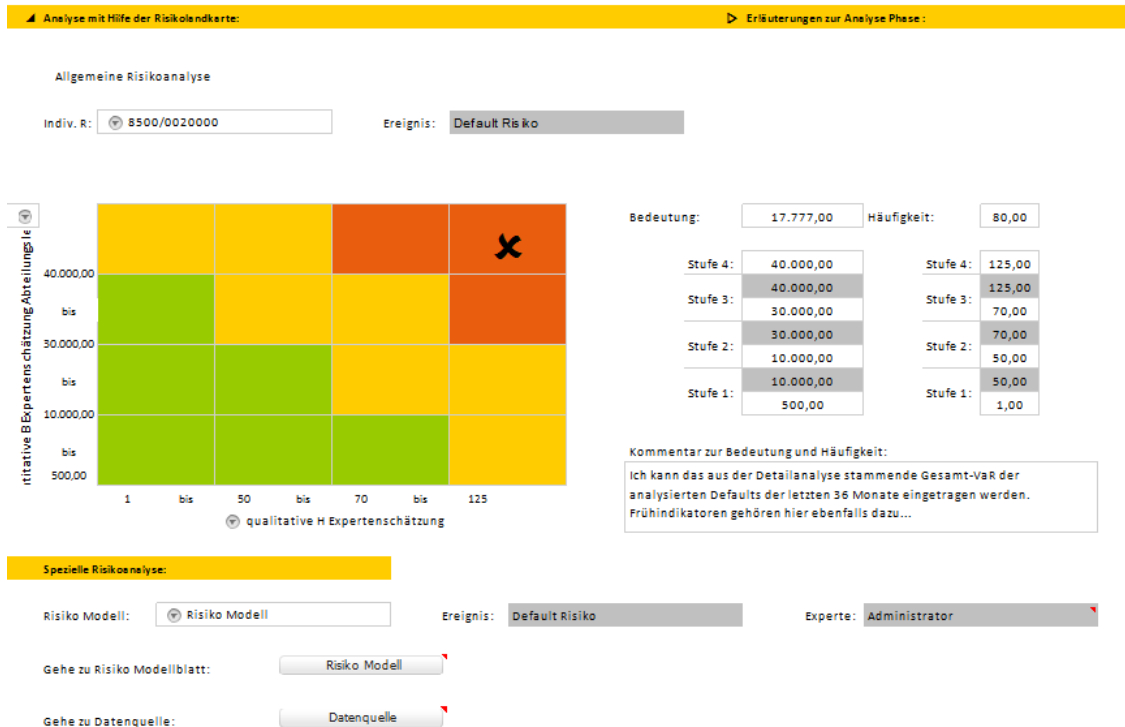 Analyse mit Hilfe der Risikolandkarte:
Erläuterungen zur Analyse Phase :
Allgemeine Risikoanalyse
Indiv. R: 8500/0020000
Ereignis: Default Risiko
titative B Expertenschätzung Abteilungsle
40.000,00
bis
30.000,00
bis
10.000,00
bis
500,00
1 bis 50 bis 70 bis 125
qualitative H Expertenschätzung
Bedeutung: 17.777,00 Häufigkeit: 80,00
Stufe 4: 40.000,00 Stufe 4: 125,00
40.000,00 125,00
Stufe 3: Stufe 3:
30.000,00 70,00
30.000,00 70,00
Stufe 2: Stufe 2:
10.000,00 50,00
10.000,00 50,00
Stufe 1: Stufe 1:
500,00 1,00
Kommentar zur Bedeutung und Häufigkeit:
Ich kann das aus der Detailanalyse stammende Gesamt-VaR der
analysierten Defaults der letzten 36 Monate eingetragen werden.
Frühindikatoren gehören hier ebenfalls dazu...
Spezielle Risikoanalyse:
Risiko Modell: Risiko Modell Ereignis: Default Risiko Experte: Administrator
Gehe zu Risiko Modellblatt: Risiko Modell
Gehe zu Datenquelle: Datenquelle